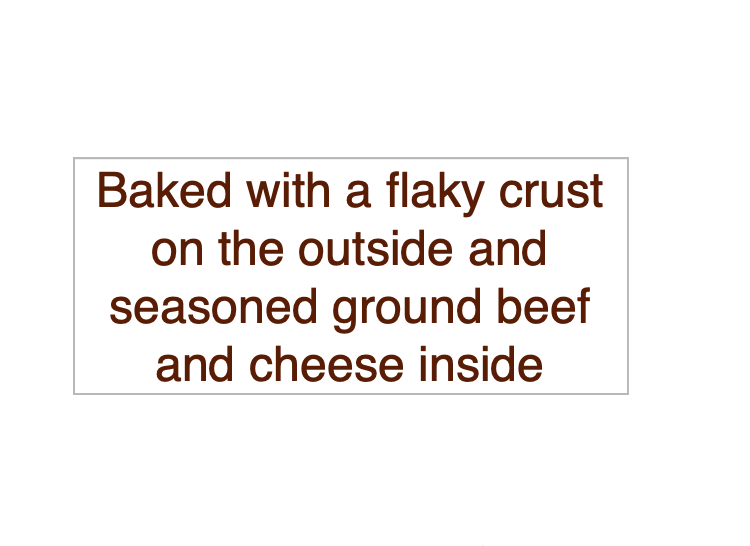 Baked with a flaky crust
on the outside and
seasoned ground beef
and cheese inside